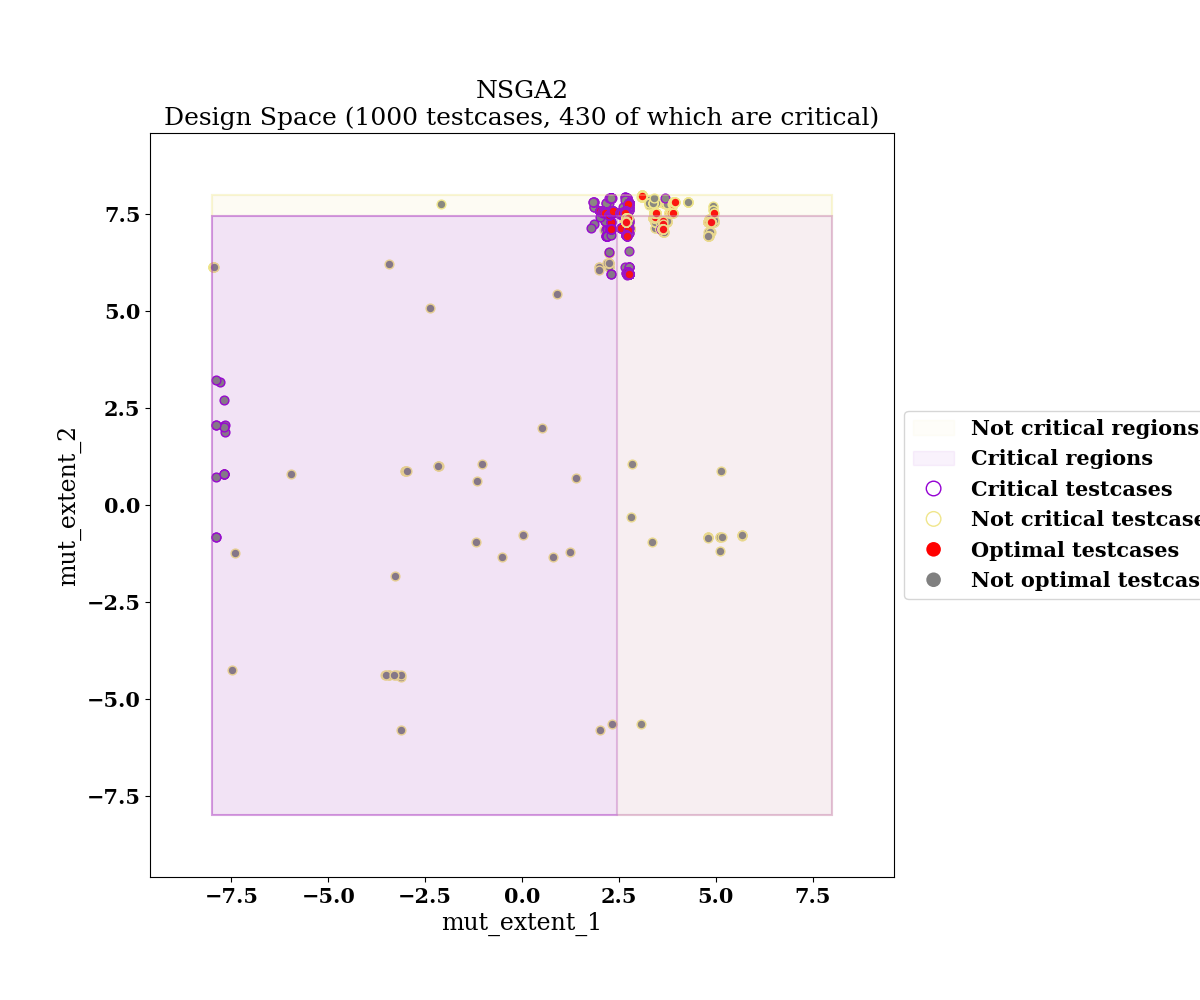 NSGA2
Design Space (1000 testcases, 430 of which are critical)
mut_extent_2
7.5
5.0
2.5
0.0
−2.5
−5.0
−7.5
−7.5
−5.0
−2.5
0.0
2.5
5.0
7.5
mut_extent_1
Not critical regions
Critical regions
Critical testcases
Not critical testcase
Optimal testcases
Not optimal testcas